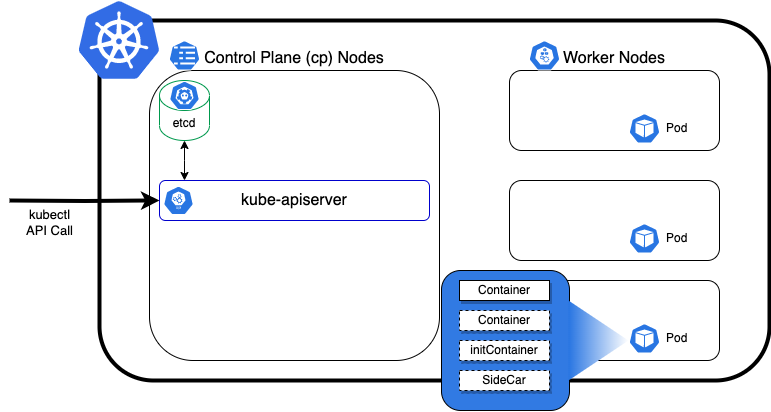 Control Plane (cp) Nodes
Worker Nodes
etcd
kube-apiserver
kubectl
API Call
Pod
Pod
Pod
Container
Container
initContainer
SideCar